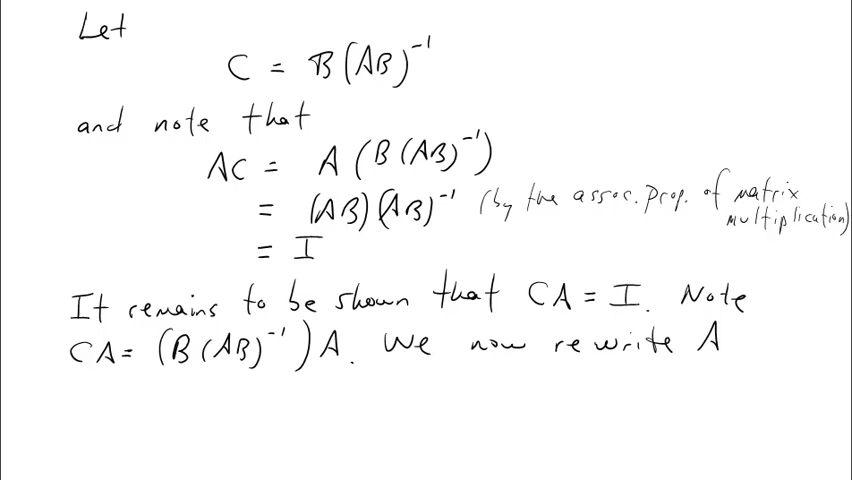 Let
C = B(AB)⁻¹
and note that
AC = A(B(AB)⁻¹)
= (AB)(AB)⁻¹ (by the assoc. prop. of matrix multiplication)
= I
It remains to be shown that CA = I. Note
CA = (B(AB)⁻¹)A. We now rewrite A